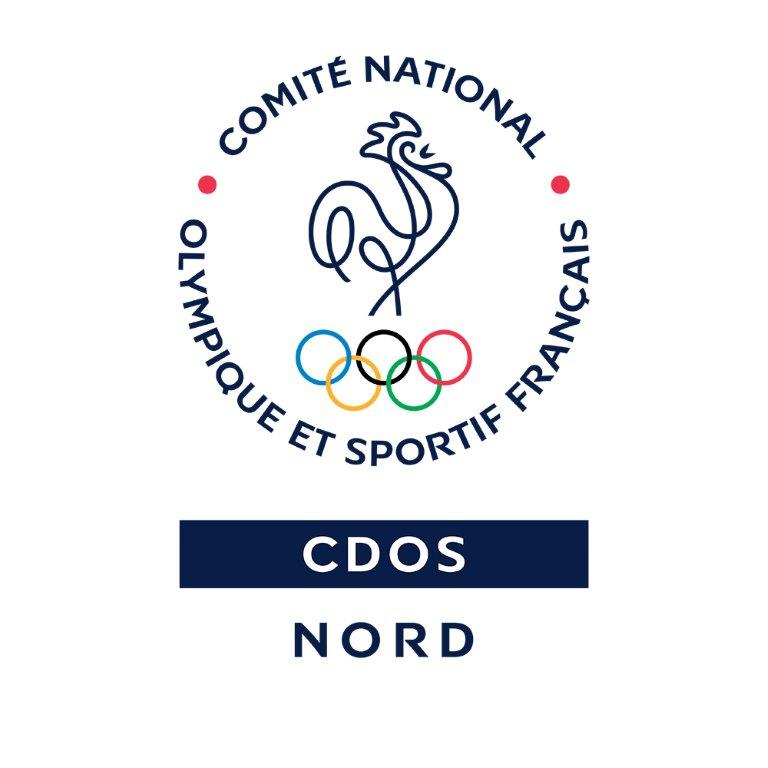 COMITÉ NATIONAL
OLYMPIQUE ET SPORTIF FRANÇAIS
CDOS
NORD